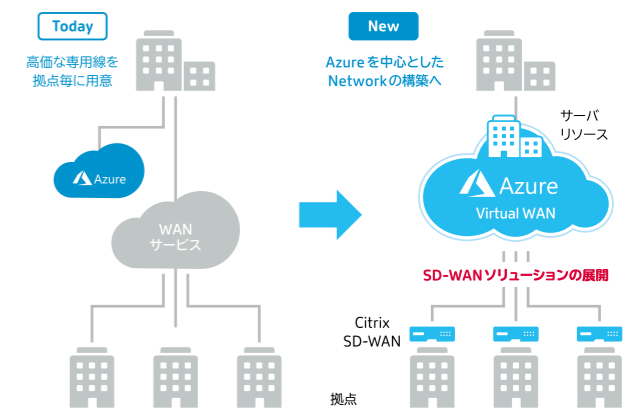 Today
高価な専用線を
拠点毎に用意
Azure
WAN
サービス
New
Azureを中心とした
Networkの構築へ
サーバ
リソース
Azure
Virtual WAN
SD-WANソリューションの展開
Citrix
SD-WAN
拠点